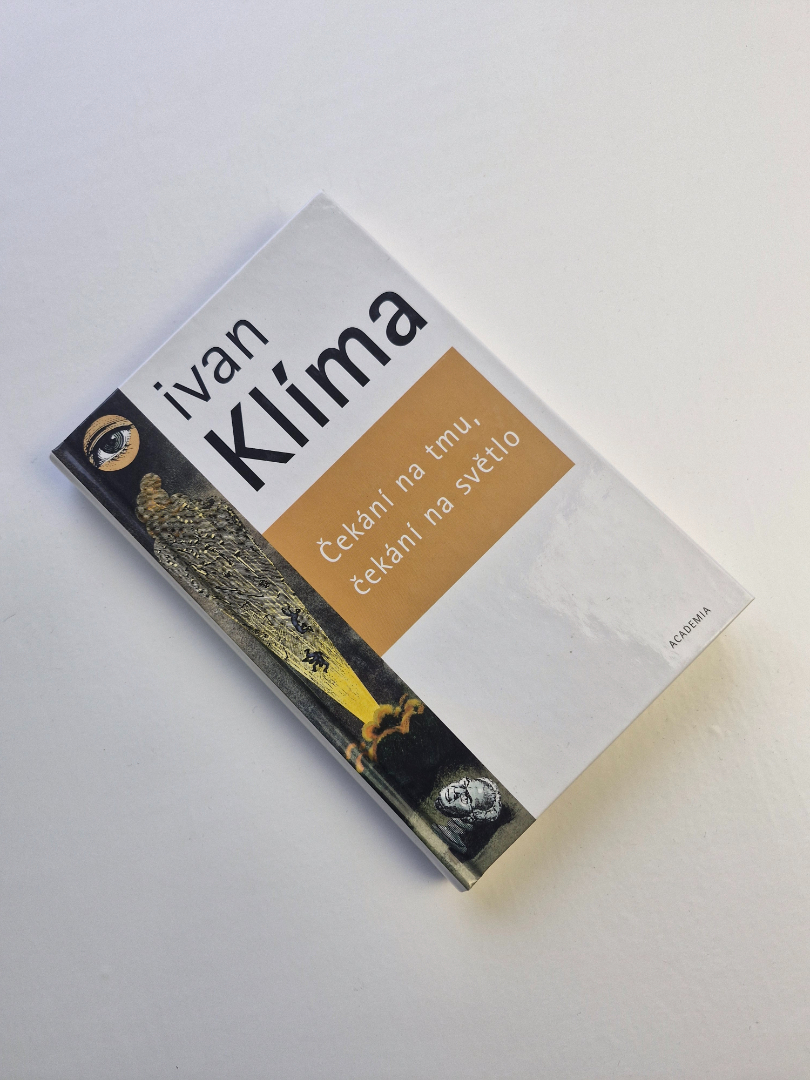 ivan
Klíma
Čekání na tmu,
čekání na světlo
ACADEMIA